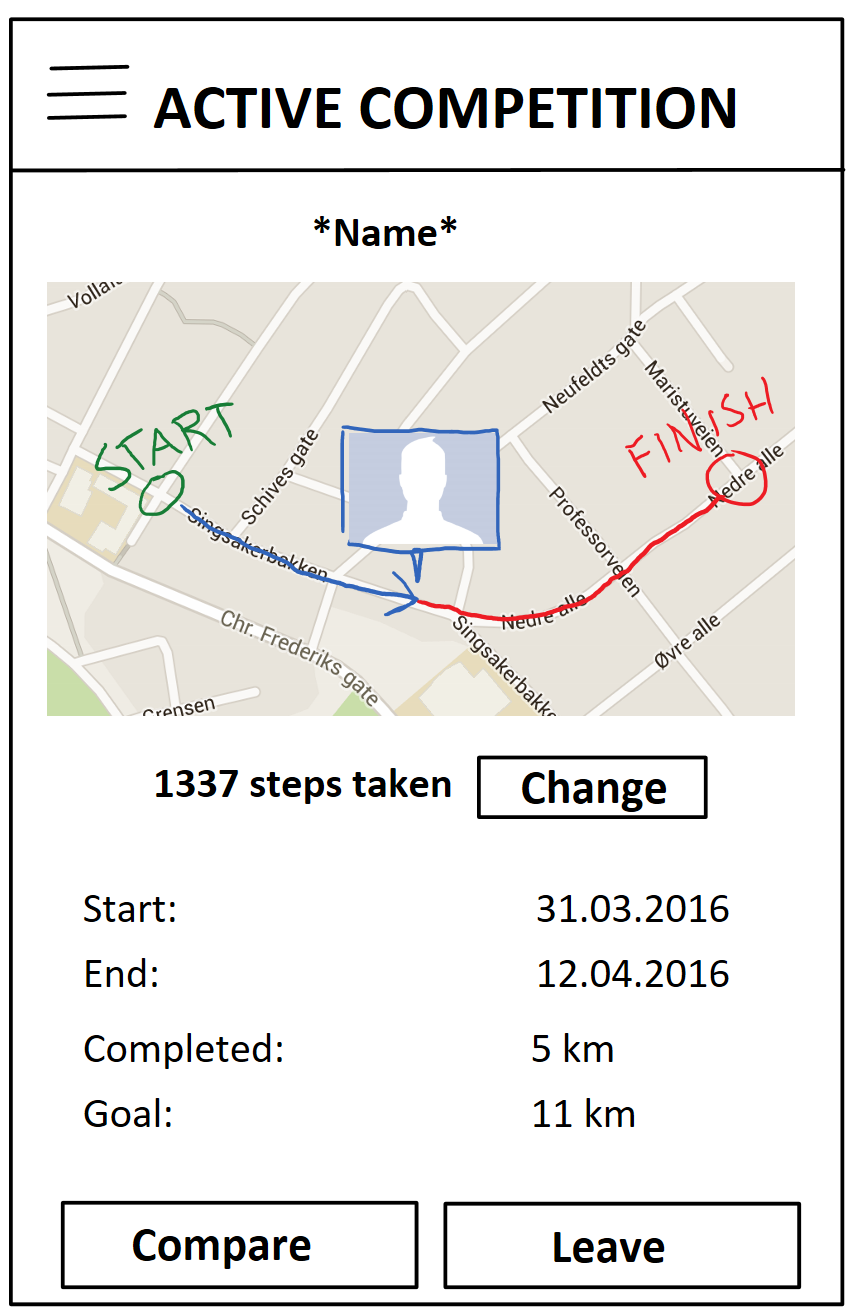 ACTIVE COMPETITION
*Name*
Neufeldts gate
Maristuveien
FINISH
START
Schives gate
Nedre alle
Singsakerbakken
Professorveien
Nedre alle
Chr. Frederiks gate
Singsakerbakke
Øvre alle
Grensen
1337 steps taken
Change
Start: 31.03.2016
End: 12.04.2016
Completed: 5 km
Goal: 11 km
Compare
Leave